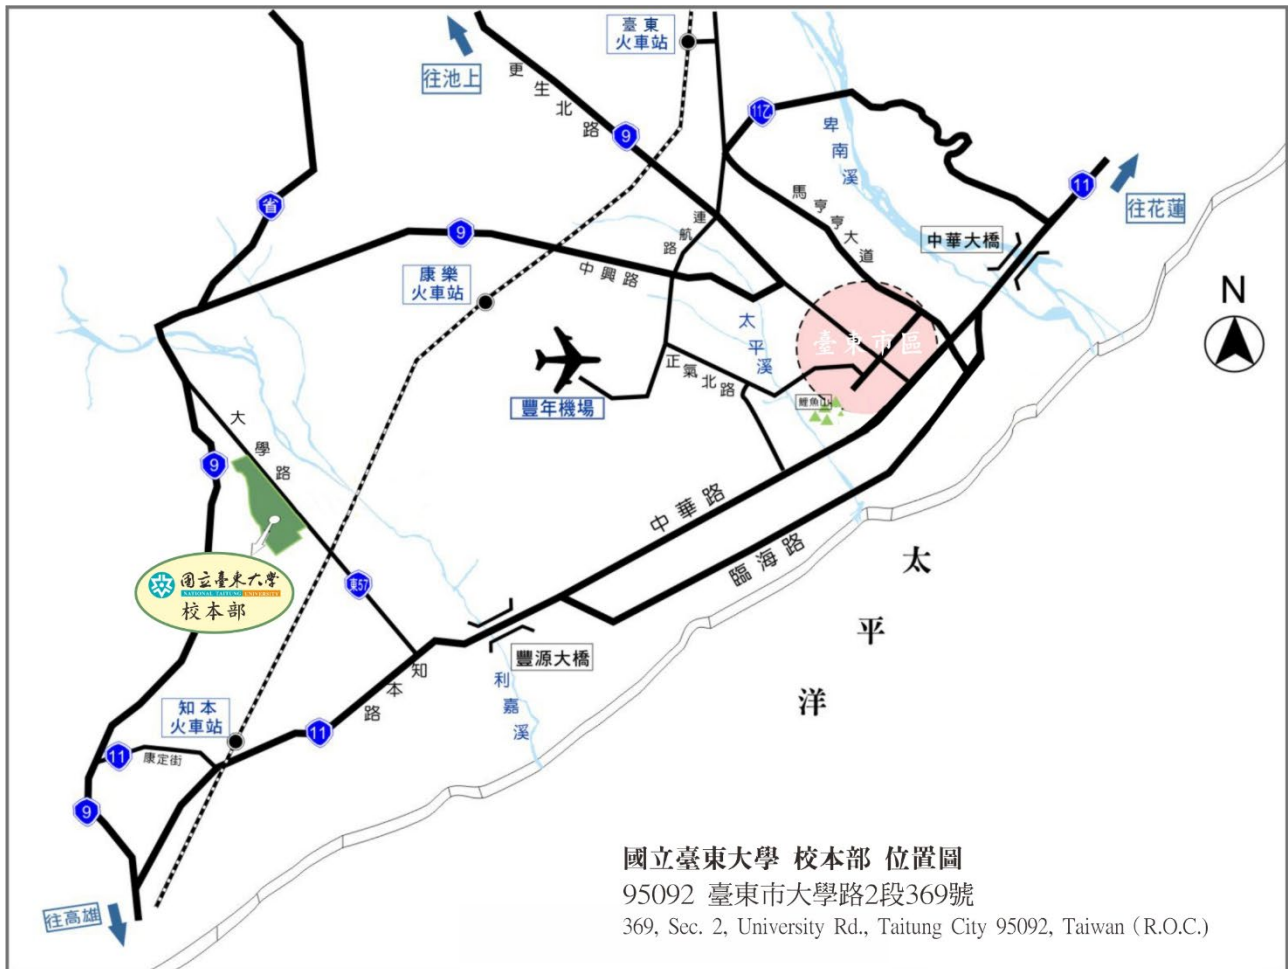 臺東
火車站
往池上
更生北路
9
11乙
卑南溪
11
往花蓮
省
9
連航路
馬亨亨大道
中華大橋
康樂
火車站
中興路
N
太平溪
臺東市區
豐年機場
正氣北路
鯉魚山
大學路
9
中華路
臨海路
國立臺東大學
NATIONAL TAITUNG UNIVERSITY
校本部
東57
太平洋
豐源大橋
知本路
利嘉溪
知本
火車站
11
11
康定街
9
往高雄
國立臺東大學 校本部 位置圖
95092 臺東市大學路2段369號
369, Sec. 2, University Rd., Taitung City 95092, Taiwan (R.O.C.)